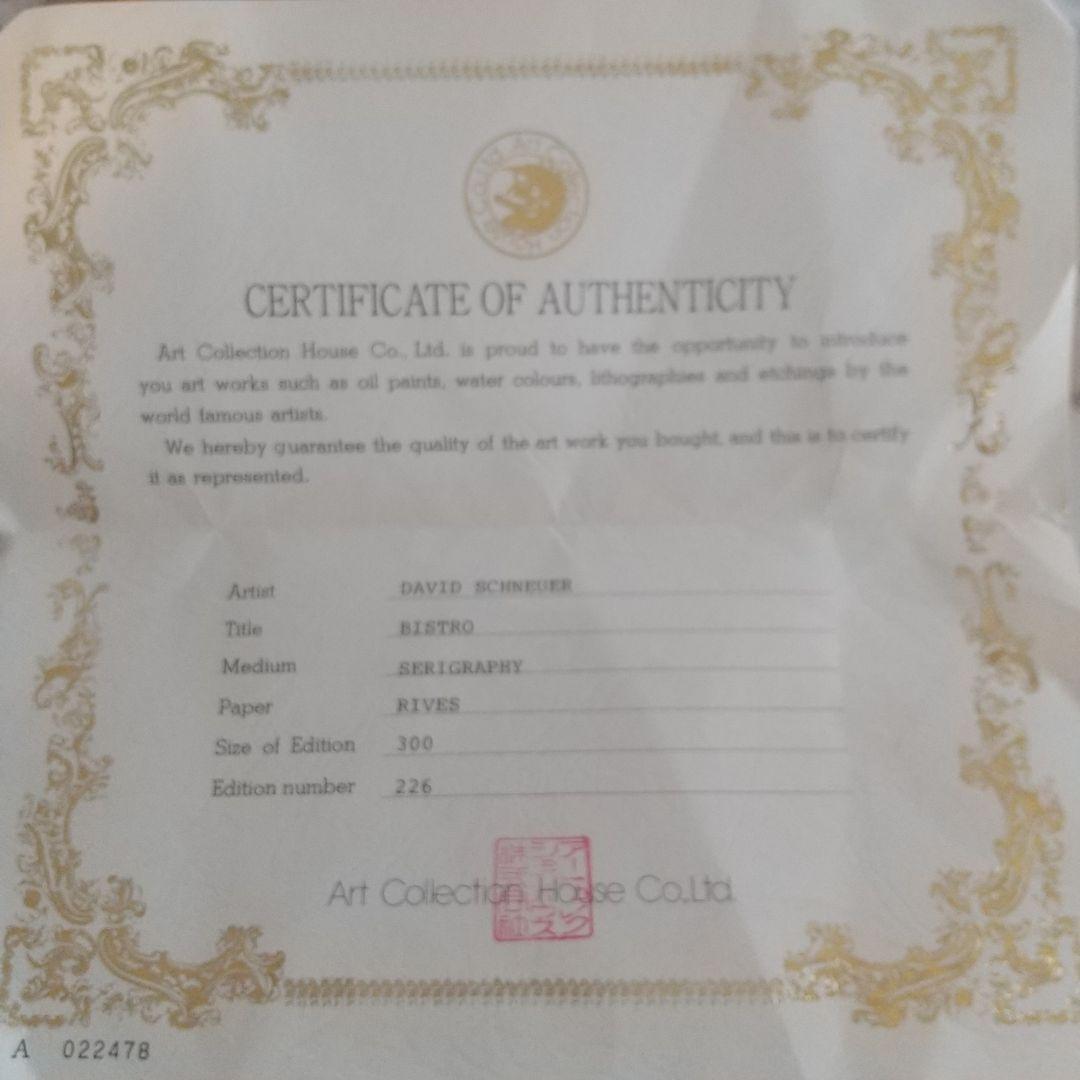 CERTIFICATE OF AUTHENTICITY
Art Collection House Co., Ltd. is proud to have the opportunity to introduce
you art works such as oil paints, water colours, lithographies and etchings by the
world famous artists.
We hereby guarantee the quality of the art work you bought, and this is to certify
it as represented.
Artist DAVID SCHNEUER
Title BISTRO
Medium SERIGRAPHY
Paper RIVES
Size of Edition 300
Edition number 226
Art Collection House Co.,Ltd.
A 022478